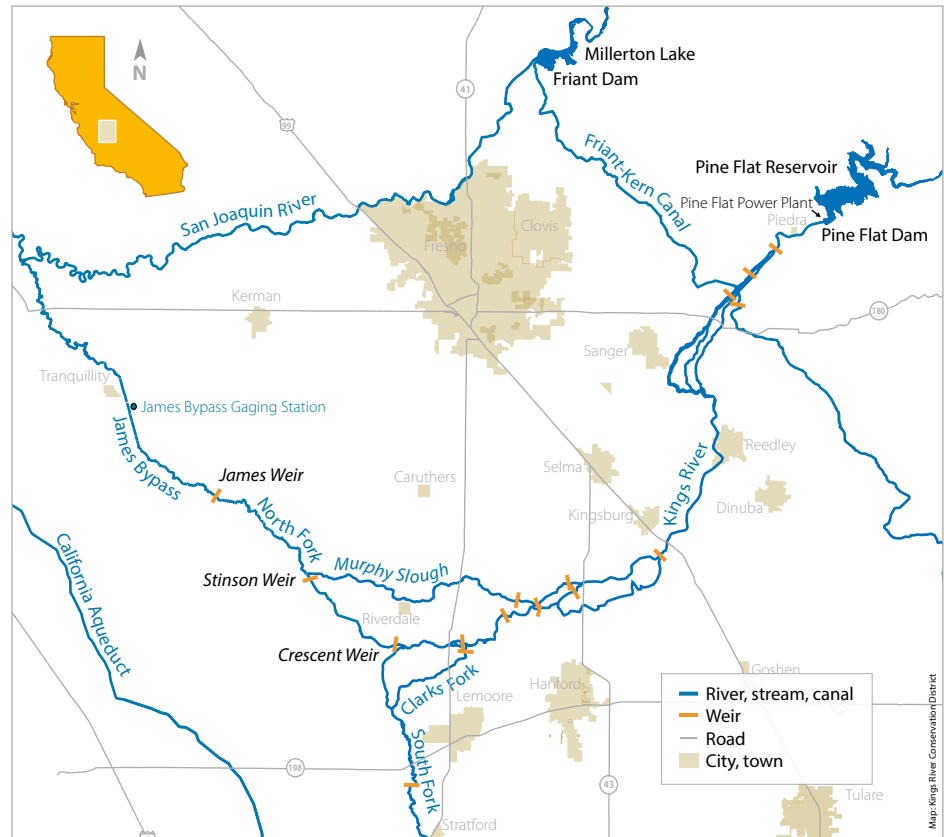 N
Millerton Lake
Friant Dam
41
99
Friant-Kern Canal
Pine Flat Reservoir
Pine Flat Power Plant
Piedra
Pine Flat Dam
San Joaquin River
Clovis
Fresno
Kerman
180
Sanger
Tranquillity
James Bypass Gaging Station
James Bypass
Reedley
Selma
Caruthers
James Weir
Dinuba
Kingsburg
Kings River
North Fork
Murphy Slough
California Aqueduct
Stinson Weir
Riverdale
Crescent Weir
Goshen
Clarks Fork
Hanford
Lemoore
South Fork
198
43
Stratford
Tulare
River, stream, canal
Weir
Road
City, town
Map: Kings River Conservation District